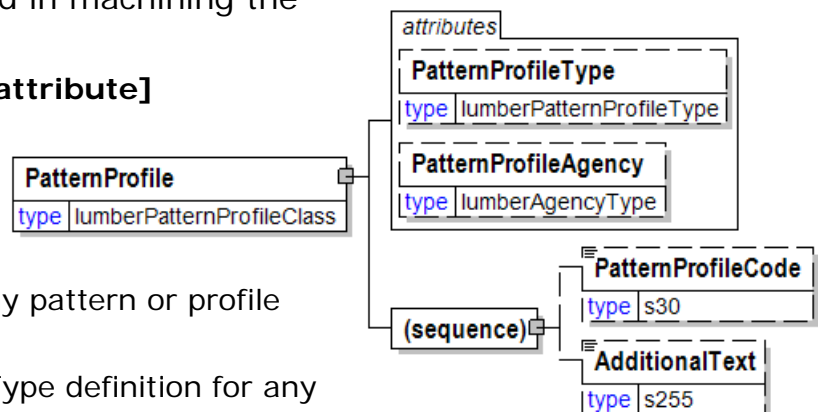 d in machining the
attribute]
y pattern or profile
Type definition for any
attributes
PatternProfileType
type lumberPatternProfileType
PatternProfileAgency
type lumberAgencyType
PatternProfile
type lumberPatternProfileClass
(sequence)
PatternProfileCode
type s30
AdditionalText
type s255